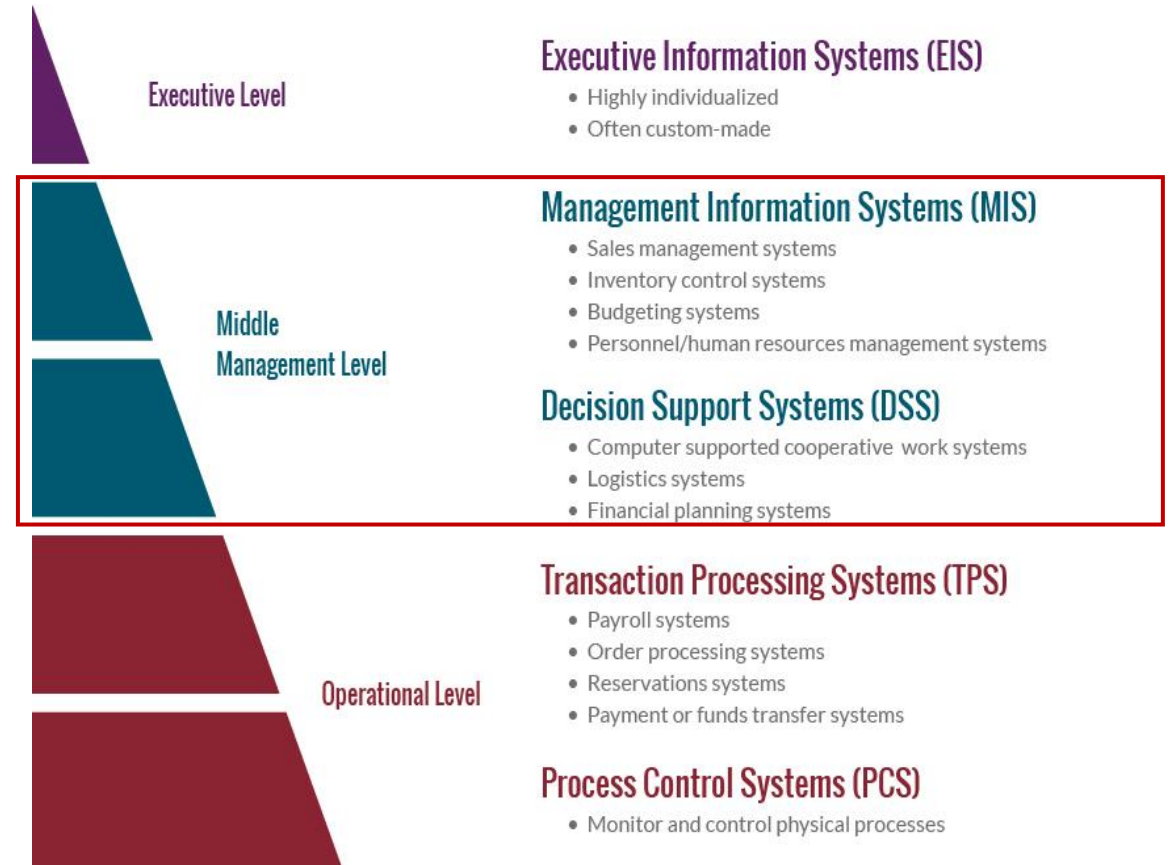 Executive Information Systems (EIS)
• Highly individualized
• Often custom-made
Executive Level
Management Information Systems (MIS)
• Sales management systems
• Inventory control systems
• Budgeting systems
• Personnel/human resources management systems
Middle
Management Level
Decision Support Systems (DSS)
• Computer supported cooperative work systems
• Logistics systems
• Financial planning systems
Transaction Processing Systems (TPS)
• Payroll systems
• Order processing systems
• Reservations systems
• Payment or funds transfer systems
Operational Level
Process Control Systems (PCS)
• Monitor and control physical processes